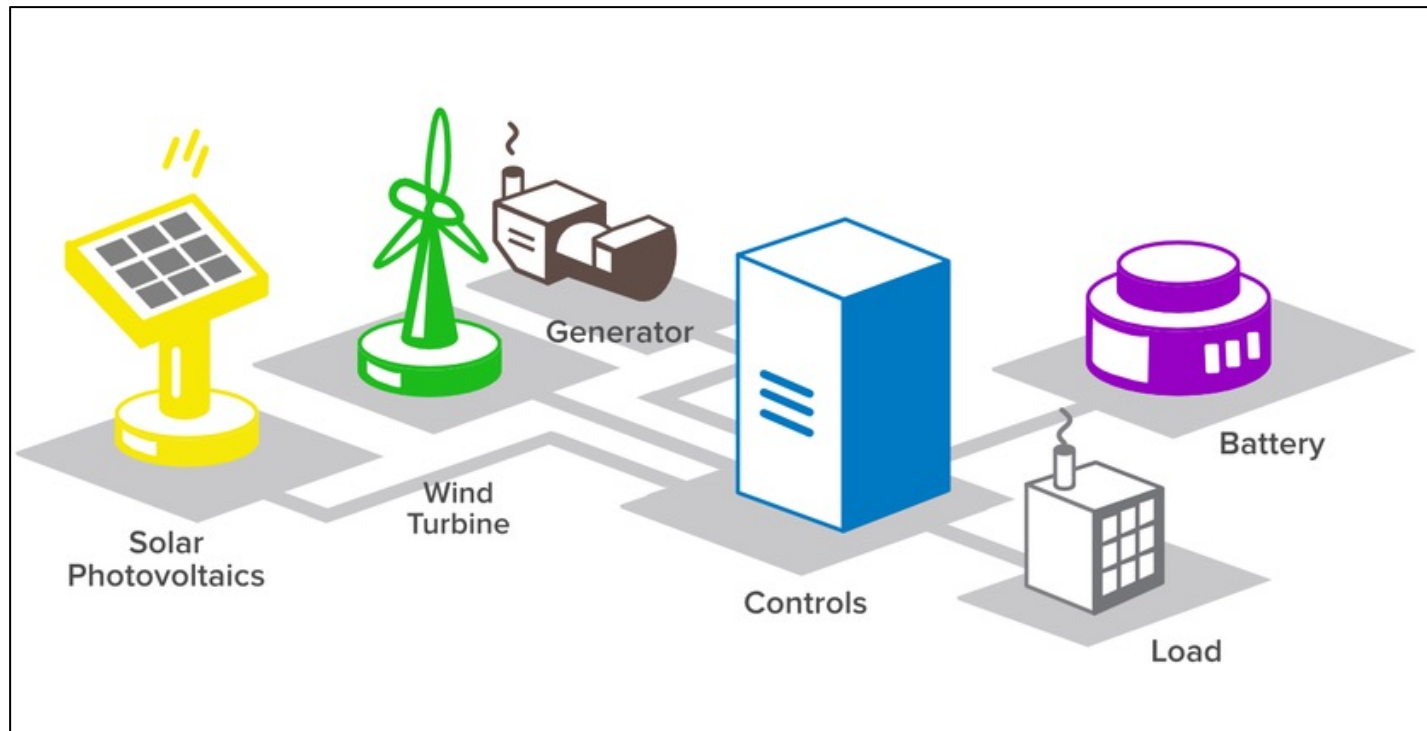 Generator
Wind
Turbine
Solar
Photovoltaics
Controls
Battery
Load